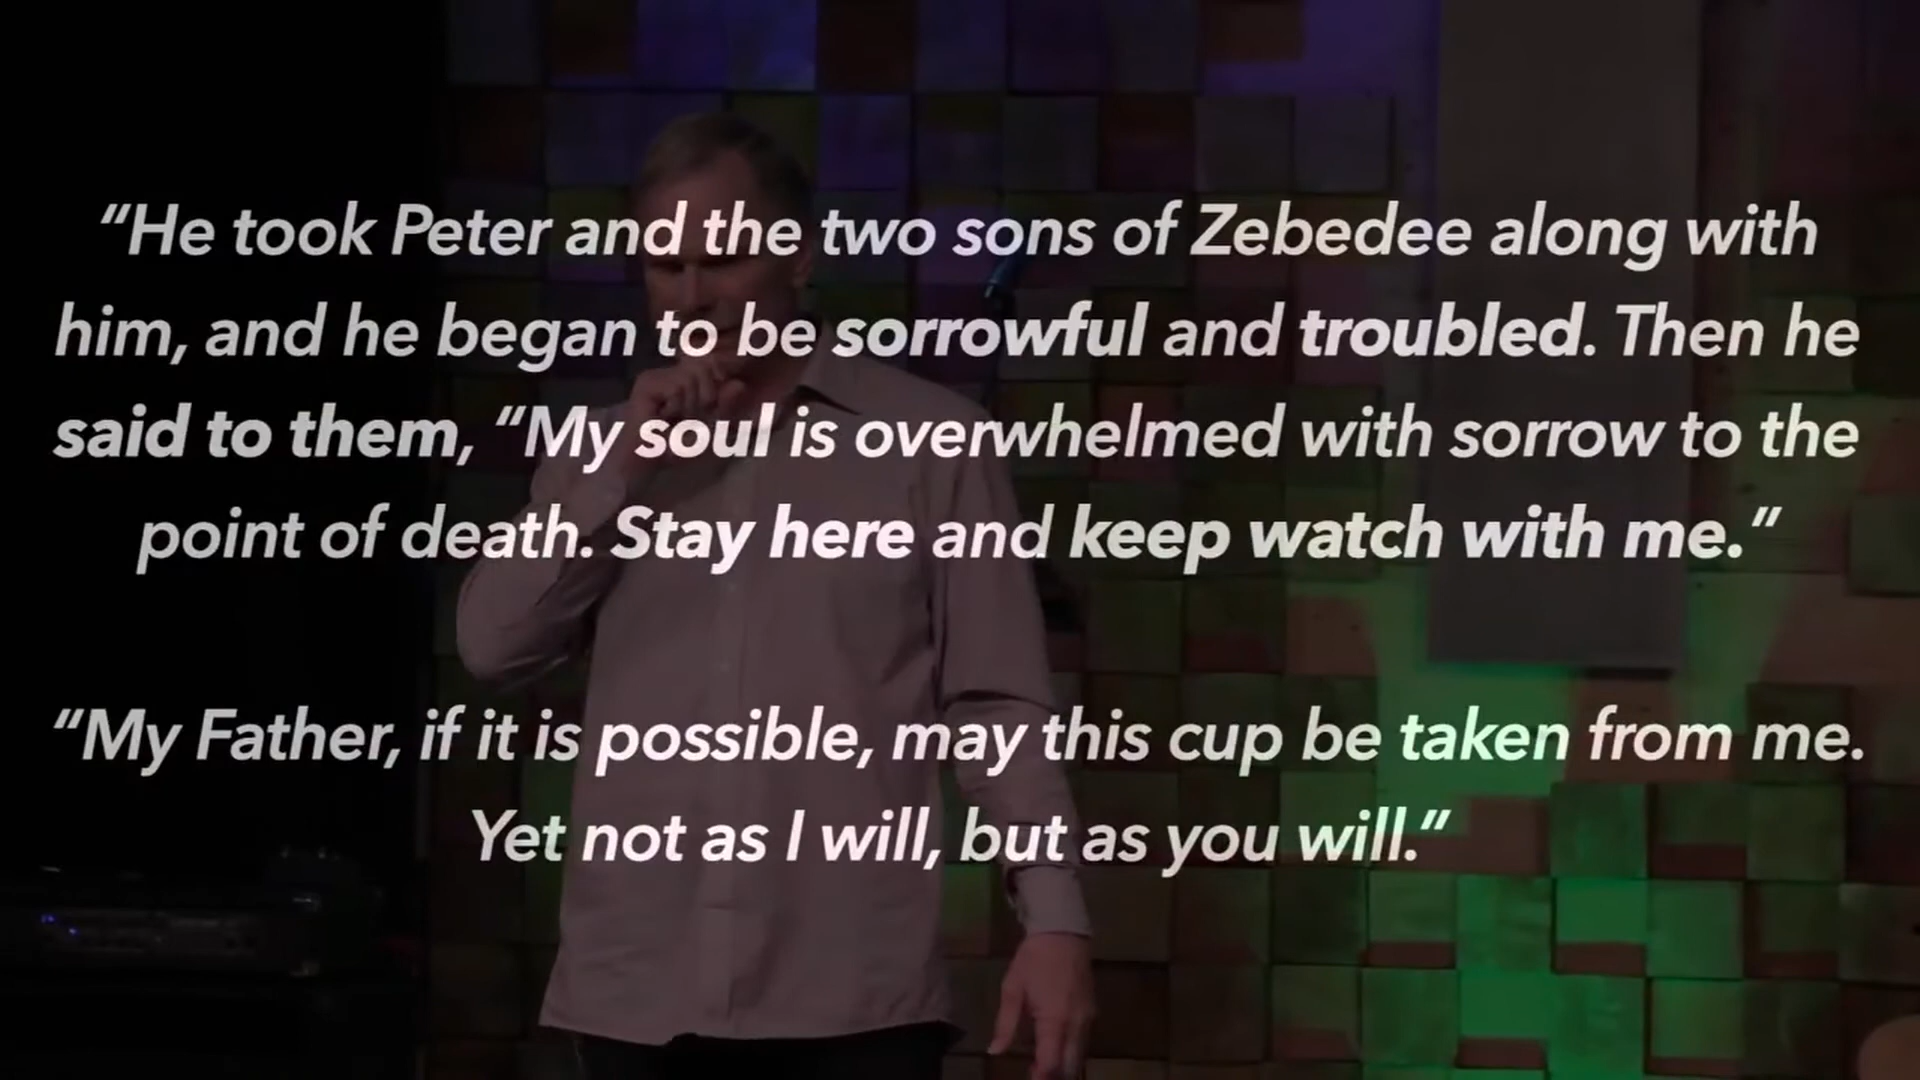 “He took Peter and the two sons of Zebedee along with
him, and he began to be sorrowful and troubled. Then he
said to them, “My soul is overwhelmed with sorrow to the
point of death. Stay here and keep watch with me.”
“My Father, if it is possible, may this cup be taken from me.
Yet not as I will, but as you will.”